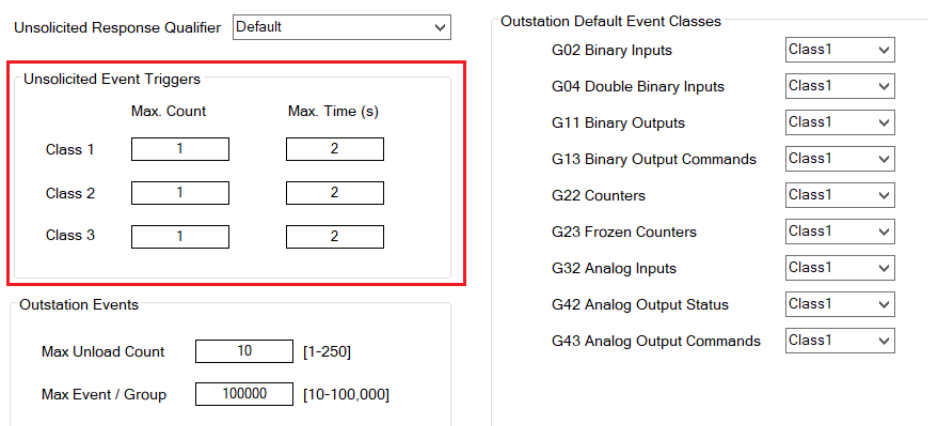 Unsolicited Response Qualifier Default
Unsolicited Event Triggers
Max. Count Max. Time (s)
Class 1 1 2
Class 2 1 2
Class 3 1 2
Outstation Events
Max Unload Count 10 [1-250]
Max Event / Group 100000 [10-100,000]
Outstation Default Event Classes
G02 Binary Inputs Class1
G04 Double Binary Inputs Class1
G11 Binary Outputs Class1
G13 Binary Output Commands Class1
G22 Counters Class1
G23 Frozen Counters Class1
G32 Analog Inputs Class1
G42 Analog Output Status Class1
G43 Analog Output Commands Class1